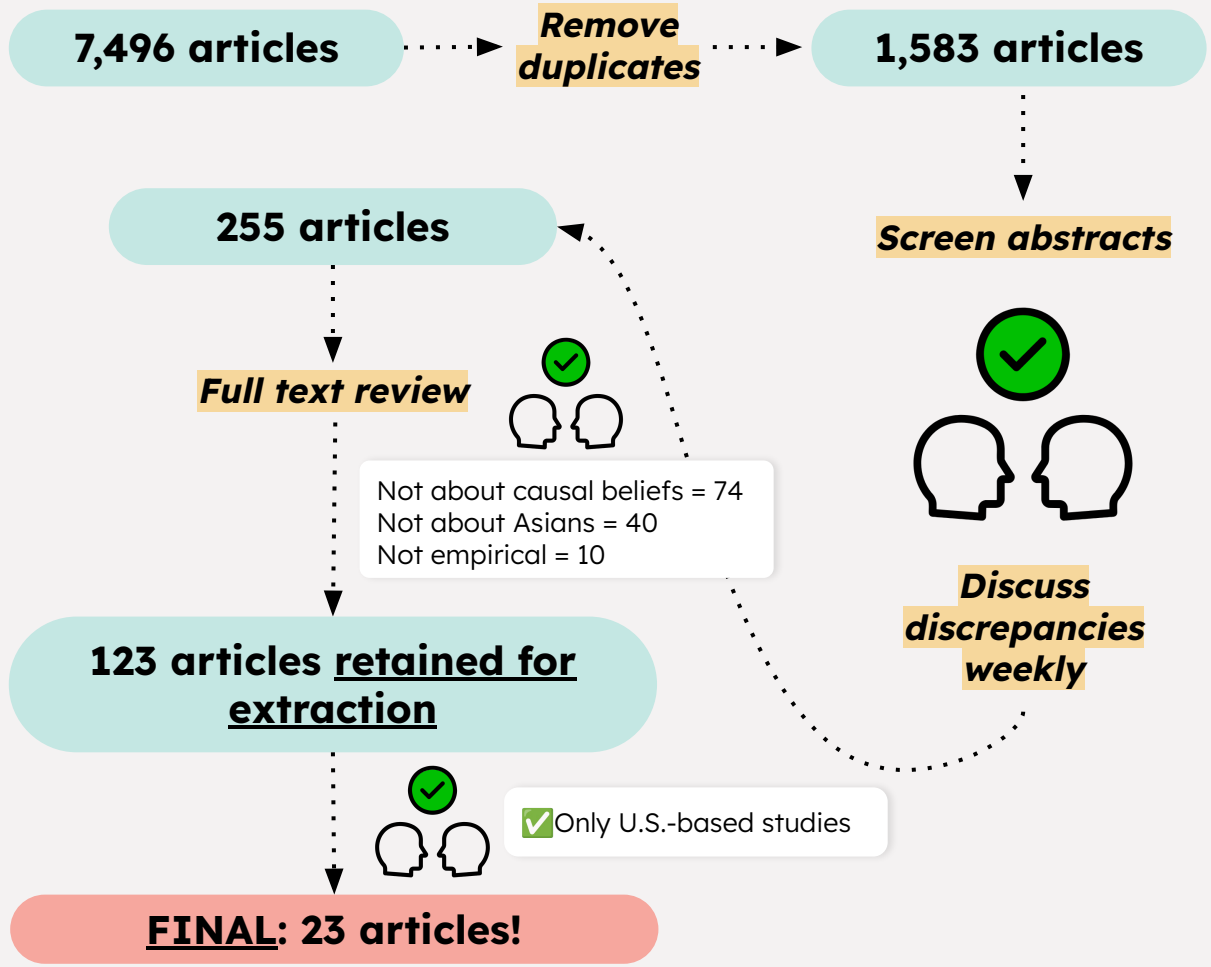 7,496 articles
Remove
duplicates
1,583 articles
Screen abstracts
Discuss
discrepancies
weekly
255 articles
Full text review
Not about causal beliefs = 74
Not about Asians = 40
Not empirical = 10
123 articles retained for
extraction
✅Only U.S.-based studies
FINAL: 23 articles!